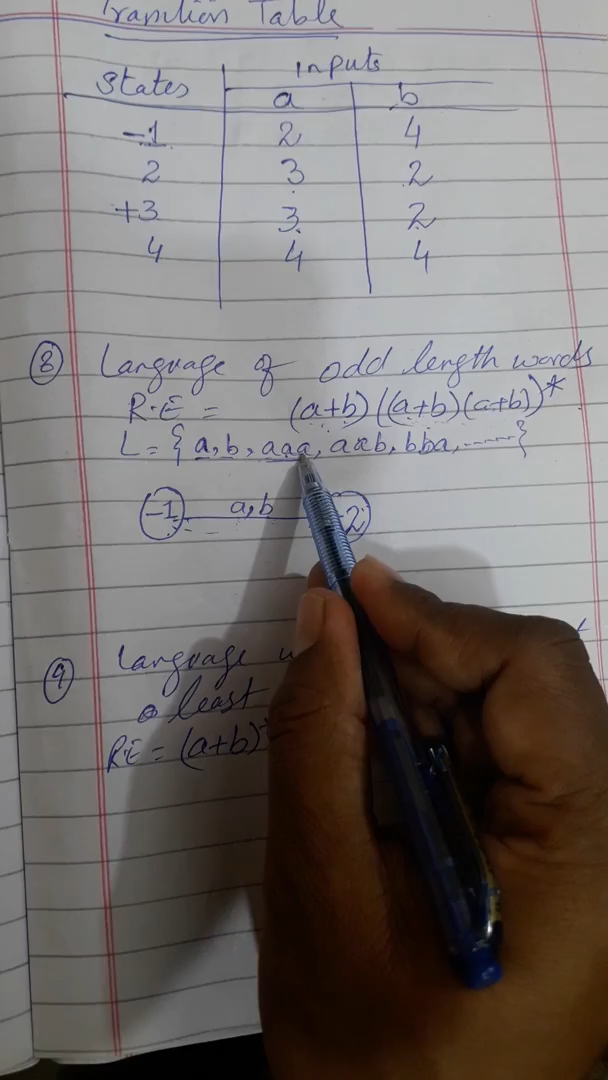 Transition Table
States Inputs
a b
-1 2 4
2 3 2
+3 3 2
4 4 4
8 Language of odd length words
R.E = (a+b)((a+b)(a+b))*
L = {a, b, aaa, aab, bba, ------}
-1 a,b 2
9 Language
least
RE = (a+b)